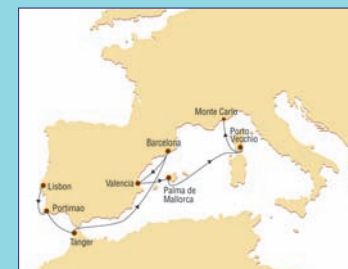 Monte Carlo
Barcelona
Porto
Vecchio
Lisbon
Valencia
Palma de
Mallorca
Portimao
Tanger